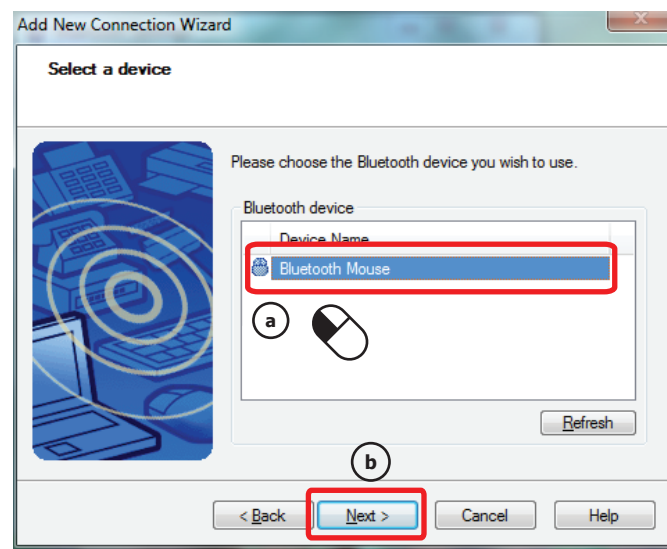 Add New Connection Wizard
Select a device
Please choose the Bluetooth device you wish to use.
Bluetooth device
Device Name
Bluetooth Mouse
a
Refresh
b
< Back Next > Cancel Help